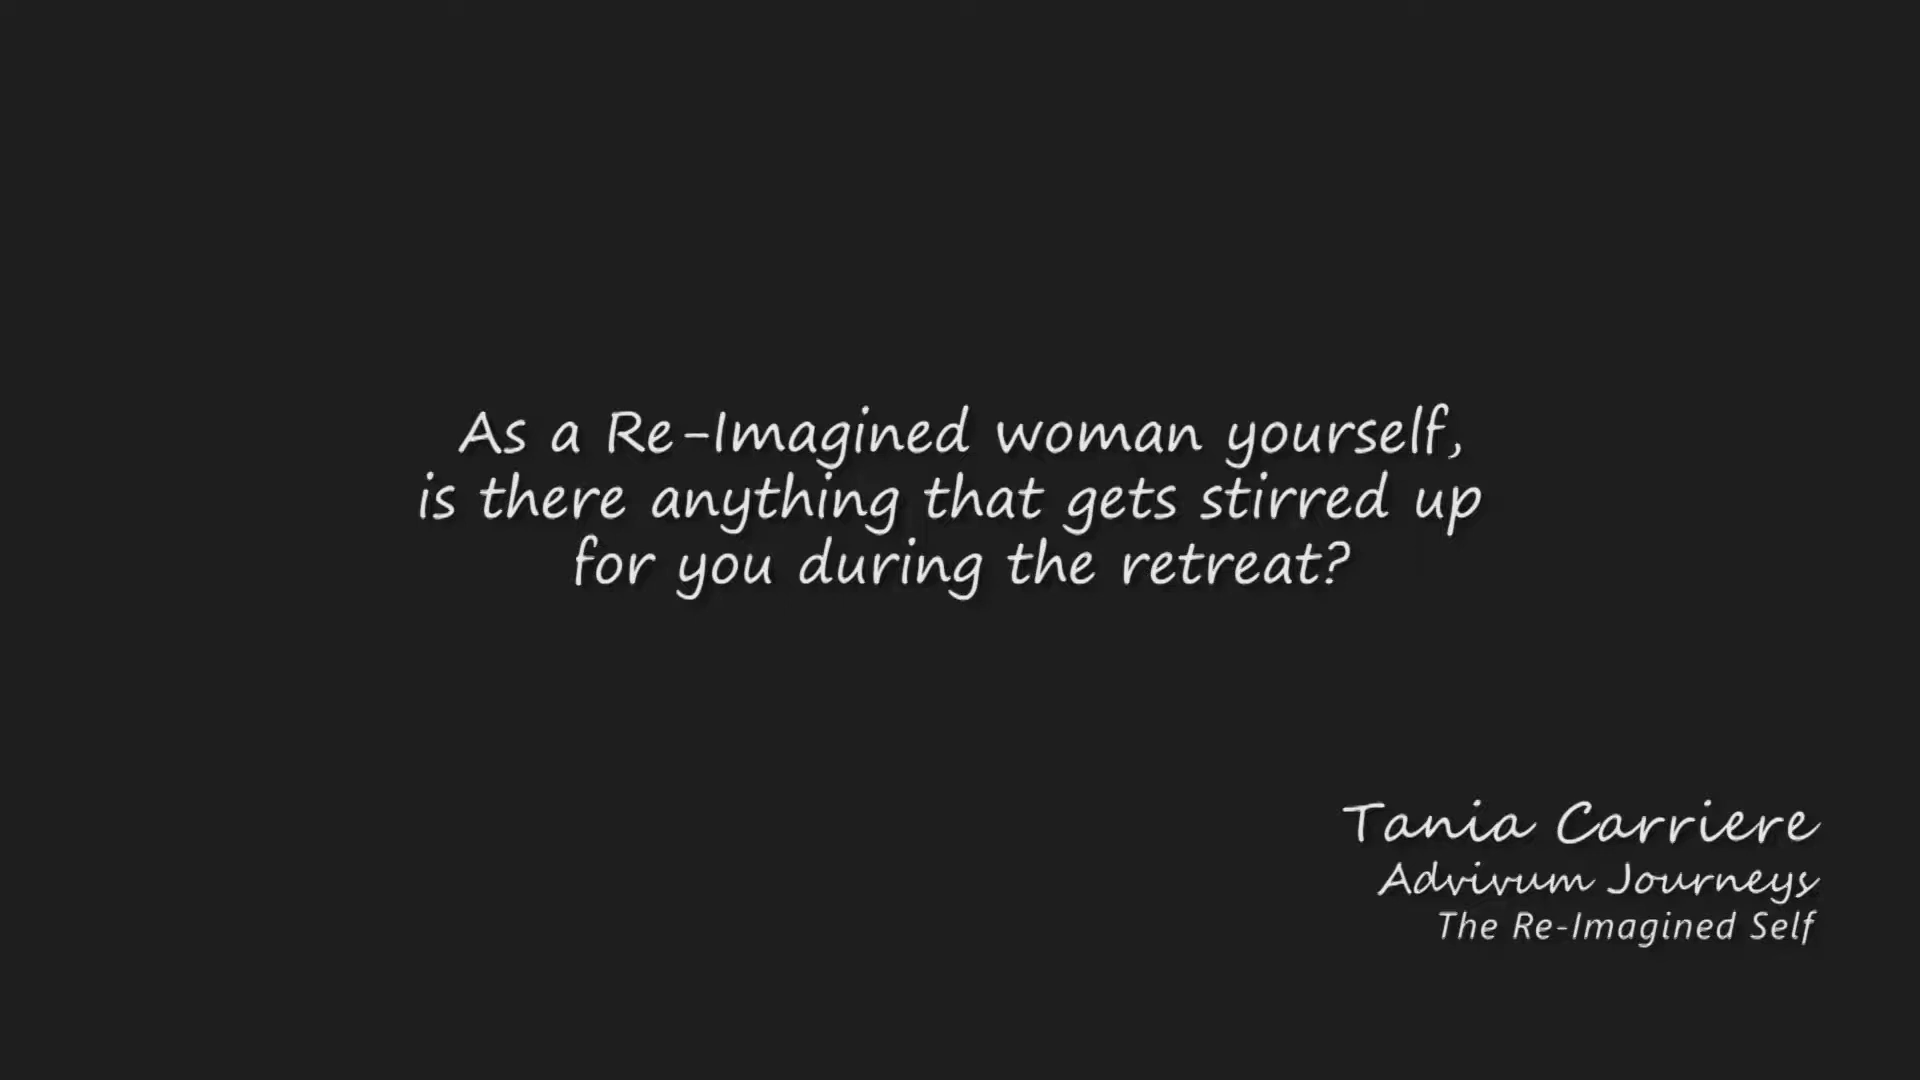 As a Re-Imagined woman yourself,
is there anything that gets stirred up
for you during the retreat?
Tania Carriere
Advivum Journeys
The Re-Imagined Self